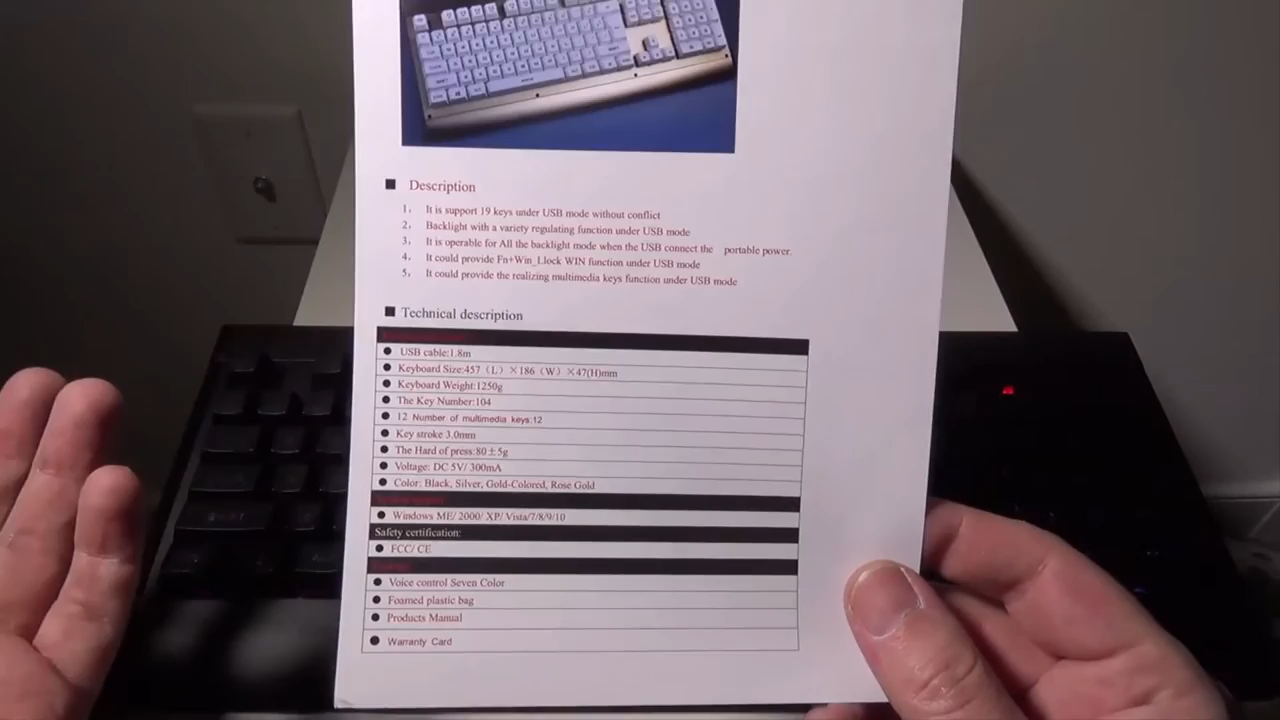 ■ Description
1、 It is support 19 keys under USB mode without conflict
2、 Backlight with a variety regulating function under USB mode
3、 It is operable for All the backlight mode when the USB connect the portable power.
4、 It could provide Fn+Win_Llock WIN function under USB mode
5、 It could provide the realizing multimedia keys function under USB mode
■ Technical description
● USB cable:1.8m
● Keyboard Size:457（L）×186（W）×47(H)mm
● Keyboard Weight:1250g
● The Key Number:104
● 12 Number of multimedia keys:12
● Key stroke 3.0mm
● The Hard of press:80±5g
● Voltage: DC 5V/ 300mA
● Color: Black, Silver, Gold-Colored, Rose Gold
● Windows ME/ 2000/ XP/ Vista/7/8/9/10
Safety certification:
● FCC/ CE
● Voice control Seven Color
● Foamed plastic bag
● Products Manual
● Warranty Card